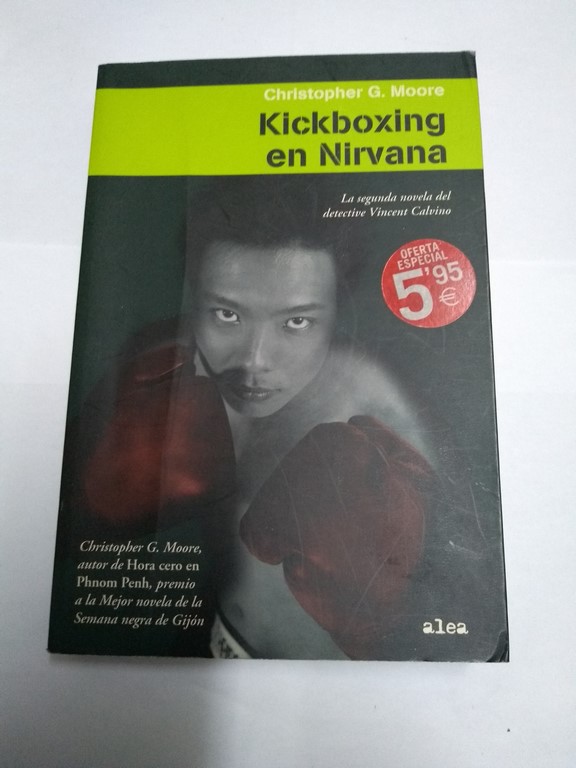 Christopher G. Moore
Kickboxing
en Nirvana
La segunda novela del
detective Vincent Calvino
OFERTA
ESPECIAL
5'95
€
Christopher G. Moore,
autor de Hora cero en
Phnom Penh, premio
a la Mejor novela de la
Semana negra de Gijón
alea